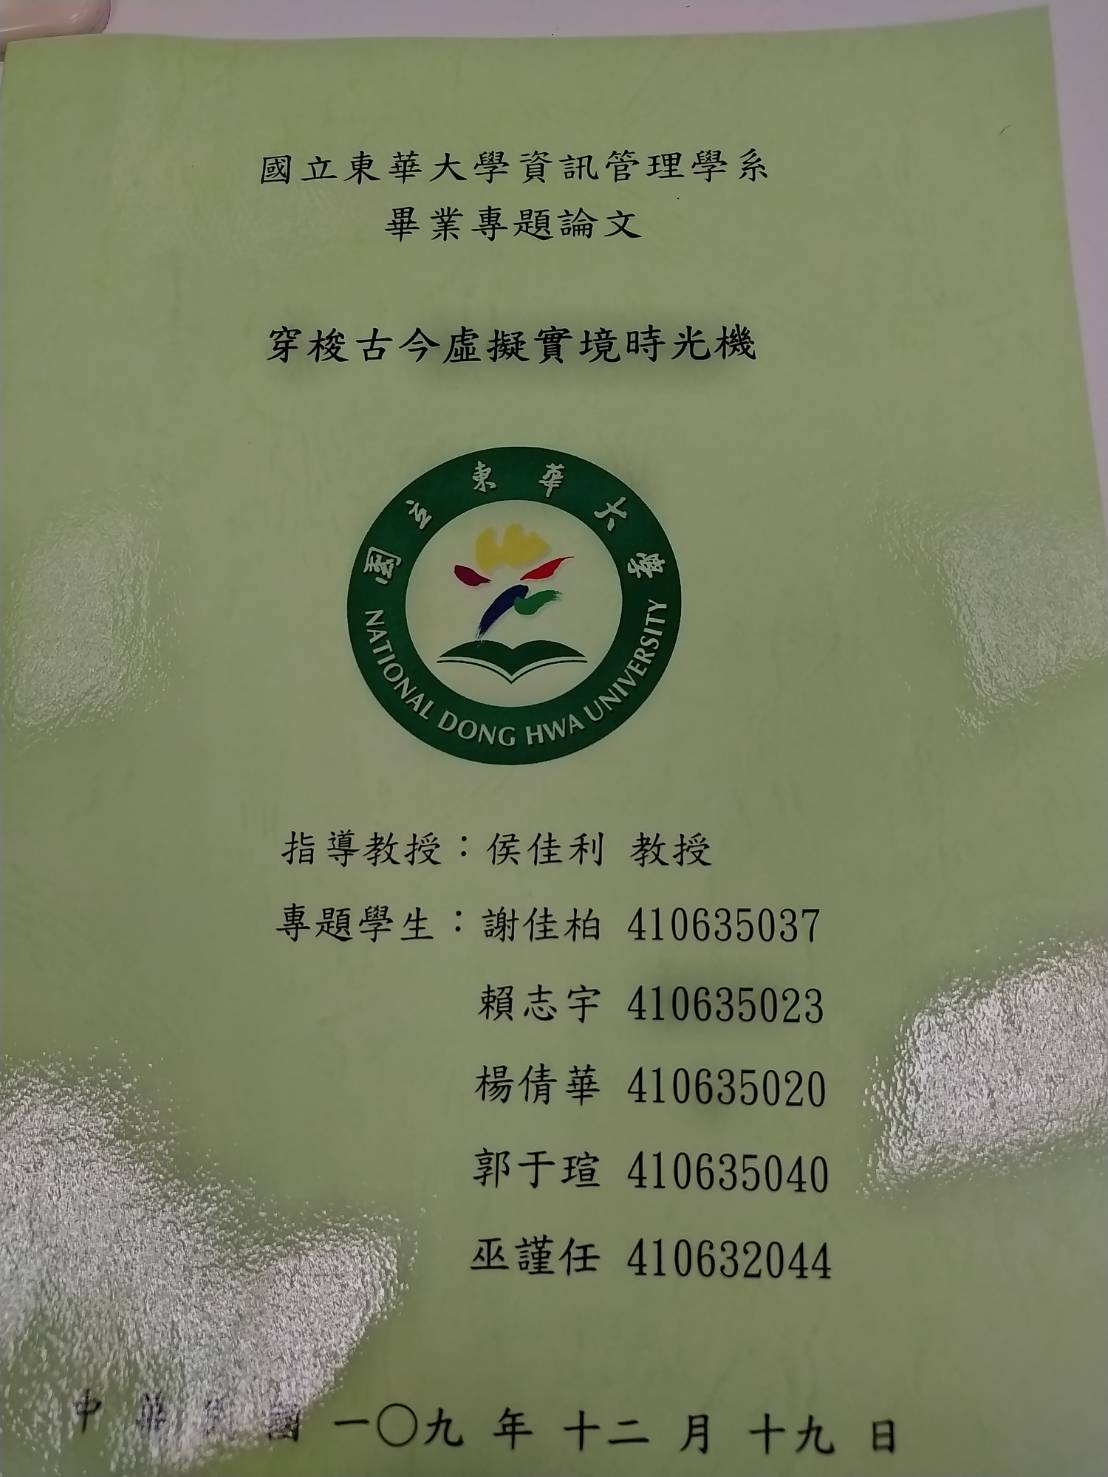 國立東華大學資訊管理學系
畢業專題論文
穿梭古今虛擬實境時光機
國立東華大學
NATIONAL DONG HWA UNIVERSITY
指導教授：侯佳利 教授
專題學生：謝佳柏 410635037
賴志宇 410635023
楊倩華 410635020
郭于瑄 410635040
巫謹任 410632044
中華民國 一〇九 年 十二 月 十九 日